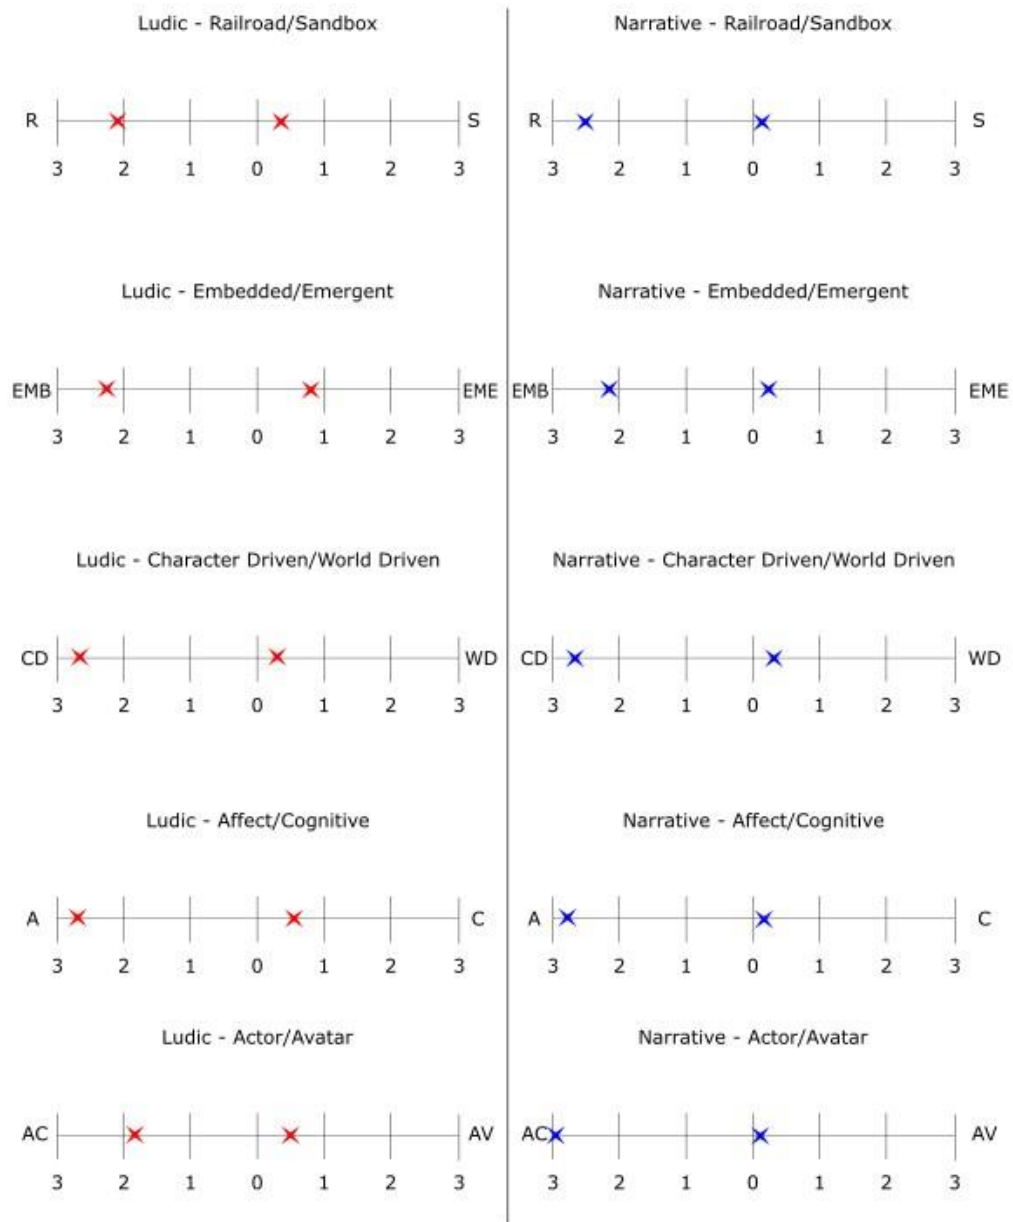 Ludic - Railroad/Sandbox
R S
3 2 1 0 1 2 3
Ludic - Embedded/Emergent
EMB EME
3 2 1 0 1 2 3
Ludic - Character Driven/World Driven
CD WD
3 2 1 0 1 2 3
Ludic - Affect/Cognitive
A C
3 2 1 0 1 2 3
Ludic - Actor/Avatar
AC AV
3 2 1 0 1 2 3
Narrative - Railroad/Sandbox
R S
3 2 1 0 1 2 3
Narrative - Embedded/Emergent
EMB EME
3 2 1 0 1 2 3
Narrative - Character Driven/World Driven
CD WD
3 2 1 0 1 2 3
Narrative - Affect/Cognitive
A C
3 2 1 0 1 2 3
Narrative - Actor/Avatar
AC AV
3 2 1 0 1 2 3